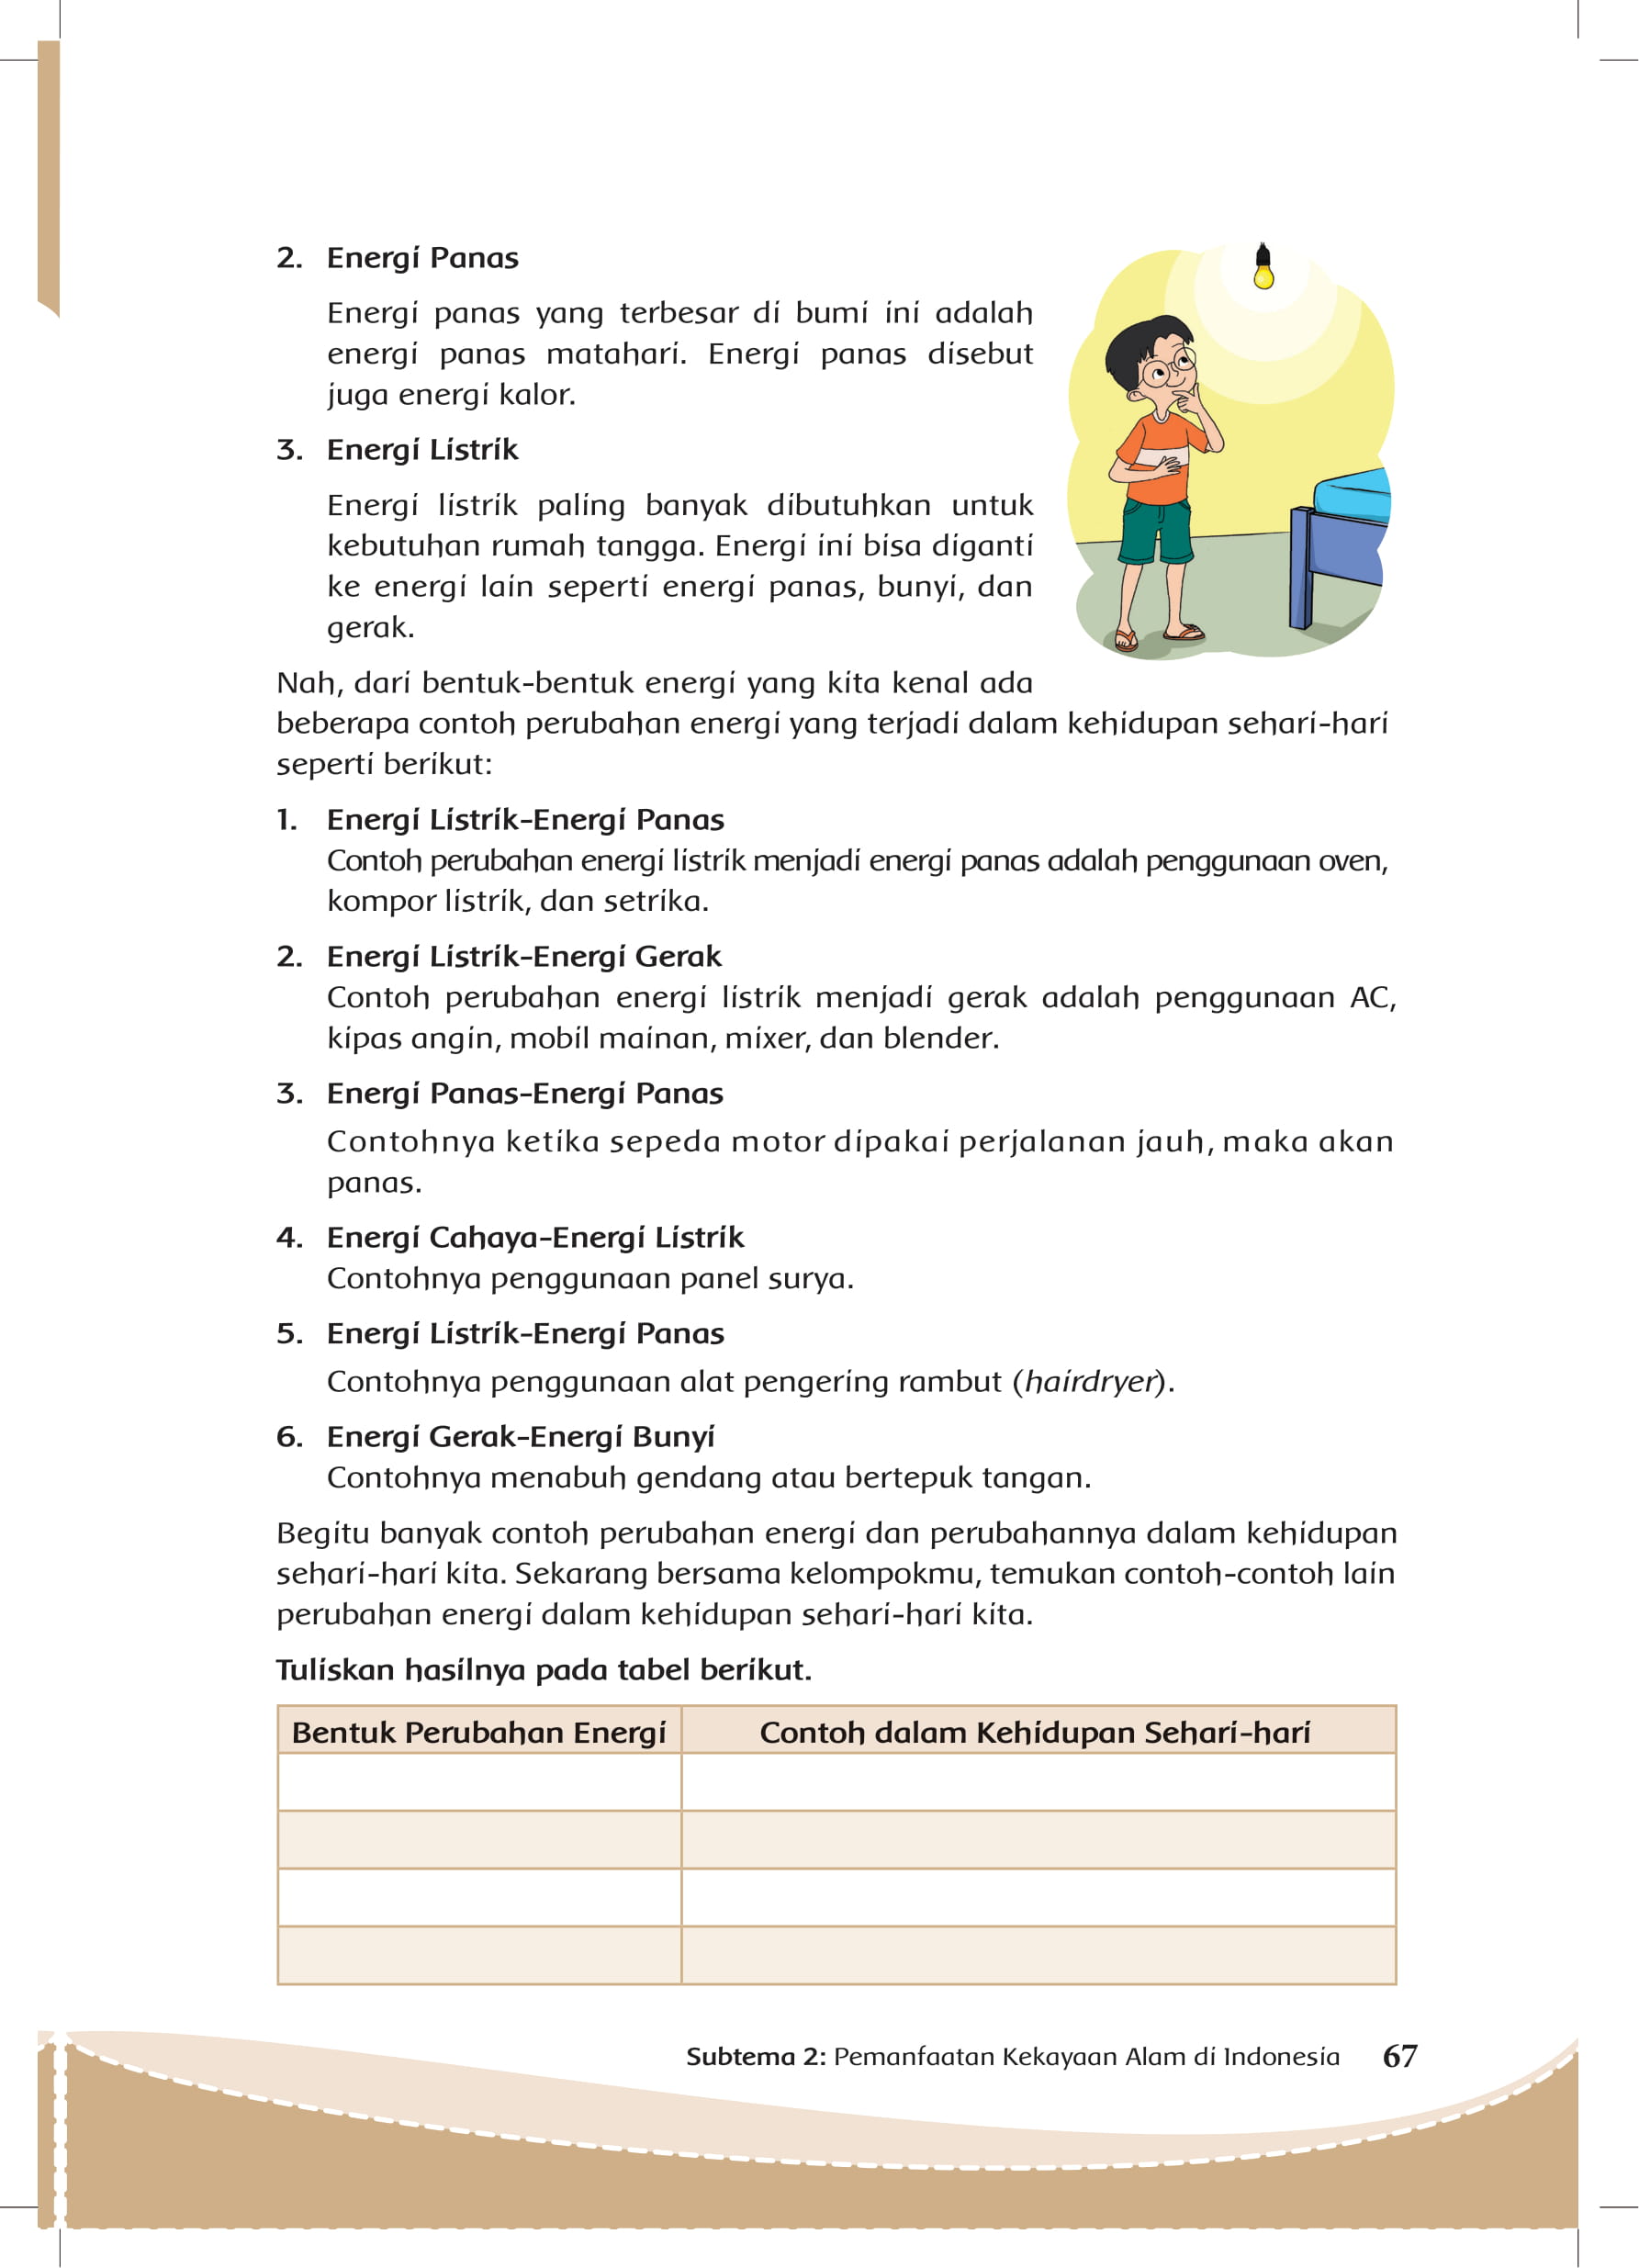 2. Energi Panas
Energi panas yang terbesar di bumi ini adalah
energi panas matahari. Energi panas disebut
juga energi kalor.
3. Energi Listrik
Energi listrik paling banyak dibutuhkan untuk
kebutuhan rumah tangga. Energi ini bisa diganti
ke energi lain seperti energi panas, bunyi, dan
gerak.
Nah, dari bentuk-bentuk energi yang kita kenal ada
beberapa contoh perubahan energi yang terjadi dalam kehidupan sehari-hari
seperti berikut:
1. Energi Listrik-Energi Panas
Contoh perubahan energi listrik menjadi energi panas adalah penggunaan oven,
kompor listrik, dan setrika.
2. Energi Listrik-Energi Gerak
Contoh perubahan energi listrik menjadi gerak adalah penggunaan AC,
kipas angin, mobil mainan, mixer, dan blender.
3. Energi Panas-Energi Panas
Contohnya ketika sepeda motor dipakai perjalanan jauh, maka akan
panas.
4. Energi Cahaya-Energi Listrik
Contohnya penggunaan panel surya.
5. Energi Listrik-Energi Panas
Contohnya penggunaan alat pengering rambut (hairdryer).
6. Energi Gerak-Energi Bunyi
Contohnya menabuh gendang atau bertepuk tangan.
Begitu banyak contoh perubahan energi dan perubahannya dalam kehidupan
sehari-hari kita. Sekarang bersama kelompokmu, temukan contoh-contoh lain
perubahan energi dalam kehidupan sehari-hari kita.
Tuliskan hasilnya pada tabel berikut.
Bentuk Perubahan Energi Contoh dalam Kehidupan Sehari-hari
Subtema 2: Pemanfaatan Kekayaan Alam di Indonesia 67